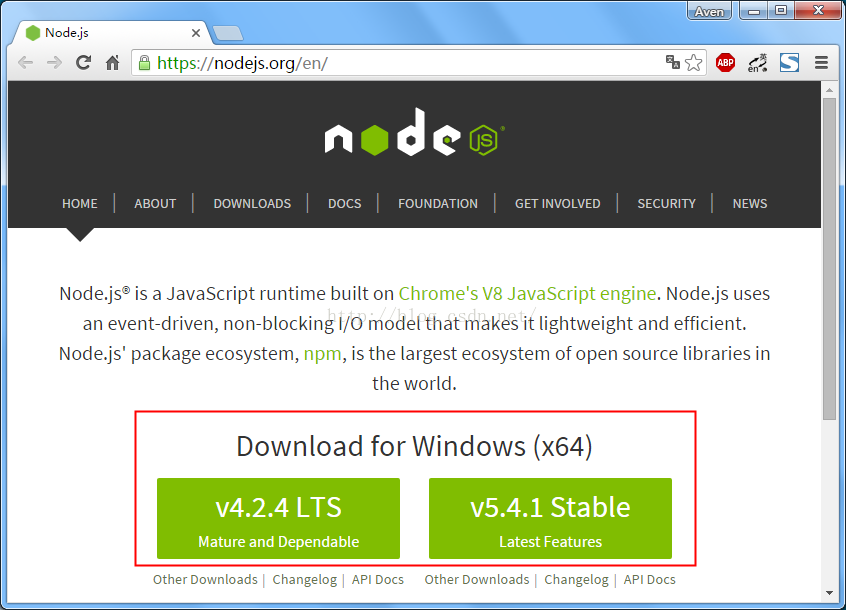 Aven
Node.js
https://nodejs.org/en/
ABP
en
英
S
node JS®
HOME | ABOUT | DOWNLOADS | DOCS | FOUNDATION | GET INVOLVED | SECURITY | NEWS
Node.js® is a JavaScript runtime built on Chrome's V8 JavaScript engine. Node.js uses
http://blog.csdn.net/
an event-driven, non-blocking I/O model that makes it lightweight and efficient.
Node.js' package ecosystem, npm, is the largest ecosystem of open source libraries in
the world.
Download for Windows (x64)
v4.2.4 LTS
Mature and Dependable
v5.4.1 Stable
Latest Features
Other Downloads | Changelog | API Docs
Other Downloads | Changelog | API Docs